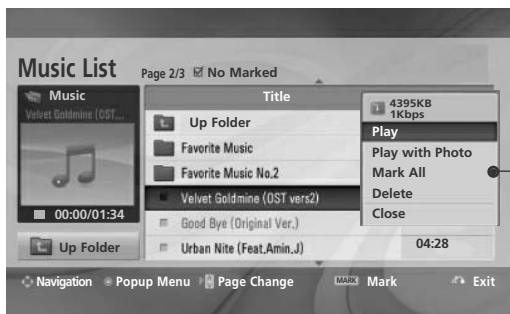 Music List
Page 2/3 ☑ No Marked
Music
Velvet Goldmine (OST...
00:00/01:34
Up Folder
Title
Up Folder
Favorite Music
Favorite Music No.2
Velvet Goldmine (OST vers2)
Good Bye (Original Ver.)
Urban Nite (Feat.Amin.J)
04:28
4395KB
1Kbps
Play
Play with Photo
Mark All
Delete
Close
Navigation
Popup Menu
Page Change
MARK Mark
Exit